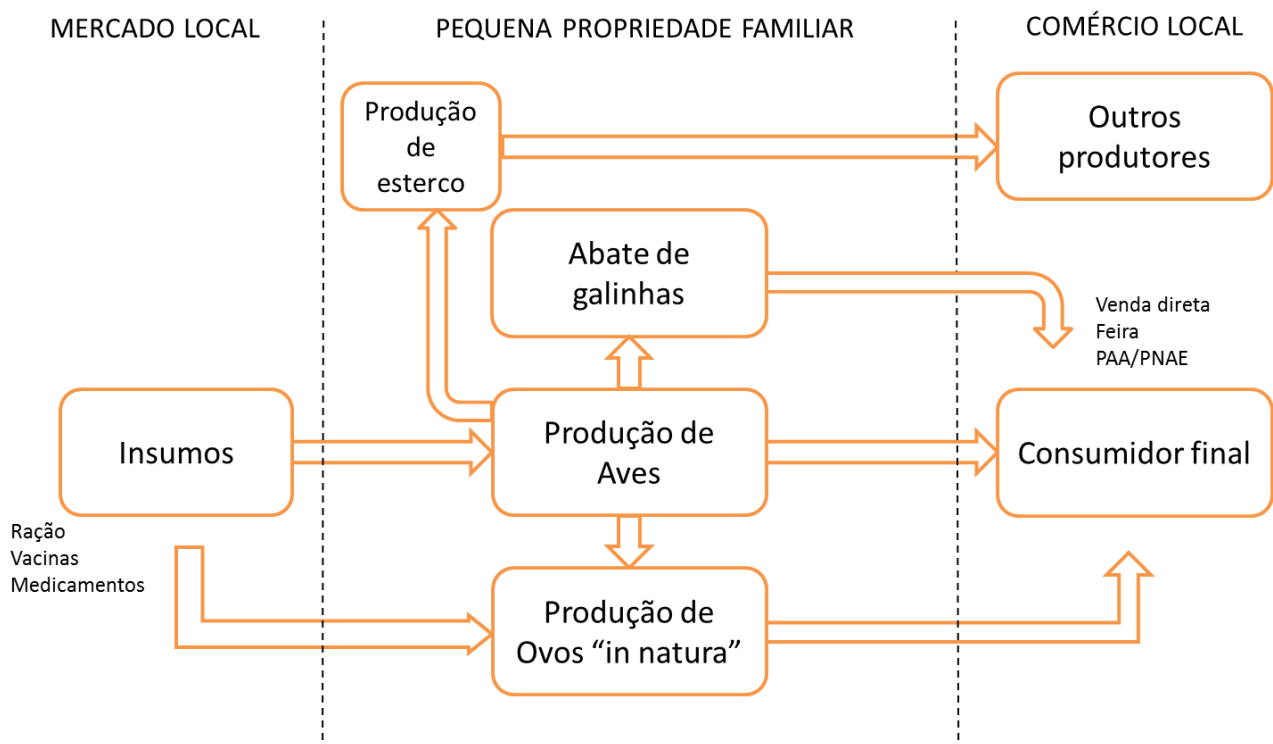 MERCADO LOCAL
PEQUENA PROPRIEDADE FAMILIAR
COMÉRCIO LOCAL
Produção
de
esterco
Outros
produtores
Abate de
galinhas
Venda direta
Feira
PAA/PNAE
Insumos
Produção de
Aves
Consumidor final
Ração
Vacinas
Medicamentos
Produção de
Ovos “in natura”